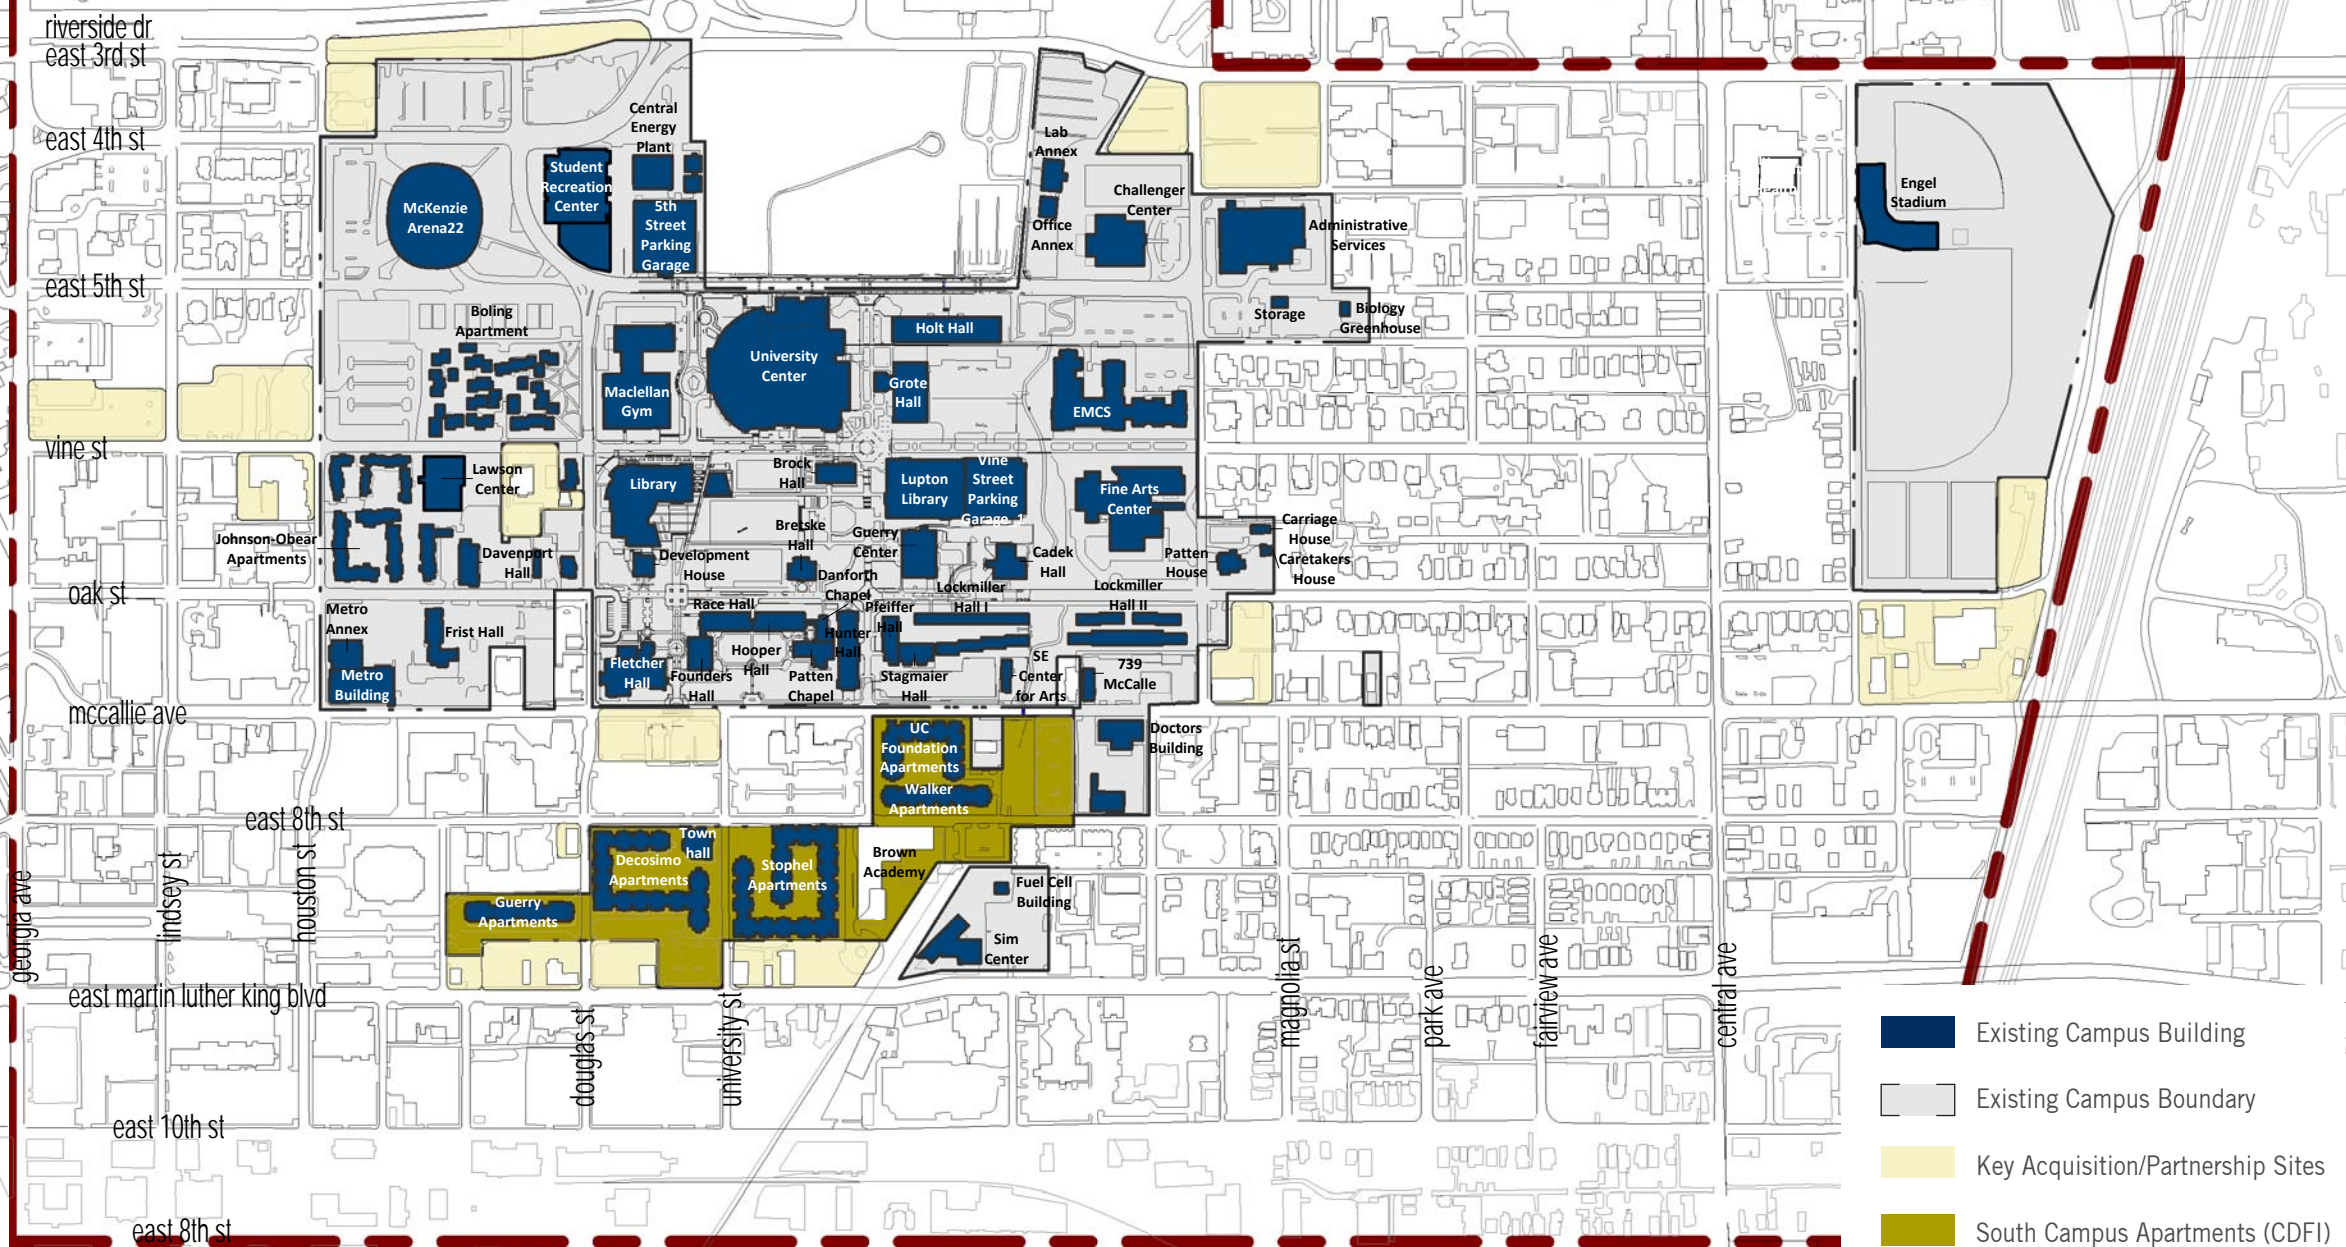 riverside dr
east 3rd st
east 4th st
east 5th st
vine st
oak st
mccallie ave
east 8th st
east martin luther king blvd
east 10th st
east 8th st
georgia ave
lindsey st
houston st
douglas st
university st
magnolia st
park ave
fairview ave
central ave
McKenzie
Arena22
Student
Recreation
Center
Central
Energy
Plant
5th
Street
Parking
Garage
Lab
Annex
Office
Annex
Challenger
Center
Administrative
Services
Engel
Stadium
Storage
Biology
Greenhouse
Boling
Apartment
Maclellan
Gym
University
Center
Holt Hall
Grote
Hall
EMCS
Lawson
Center
Johnson-Obear
Apartments
Davenport
Hall
Library
Development
House
Brock
Hall
Bretske
Hall
Guerry
Center
Lupton
Library
Vine
Street
Parking
Garage 1
Cadek
Hall
Fine Arts
Center
Patten
House
Carriage
House
Caretakers
House
Metro
Annex
Metro
Building
Frist Hall
Fletcher
Hall
Race Hall
Founders
Hall
Hooper
Hall
Danforth
Chapel
Patten
Chapel
Hunter
Hall
Pfeiffer
Hall
Stagmaier
Hall
Lockmiller
Hall I
Lockmiller
Hall II
SE
Center
for Arts
739
McCalle
Doctors
Building
UC
Foundation
Apartments
Walker
Apartments
Town
hall
Decosimo
Apartments
Stophel
Apartments
Brown
Academy
Guerry
Apartments
Fuel Cell
Building
Sim
Center
Existing Campus Building
Existing Campus Boundary
Key Acquisition/Partnership Sites
South Campus Apartments (CDFI)